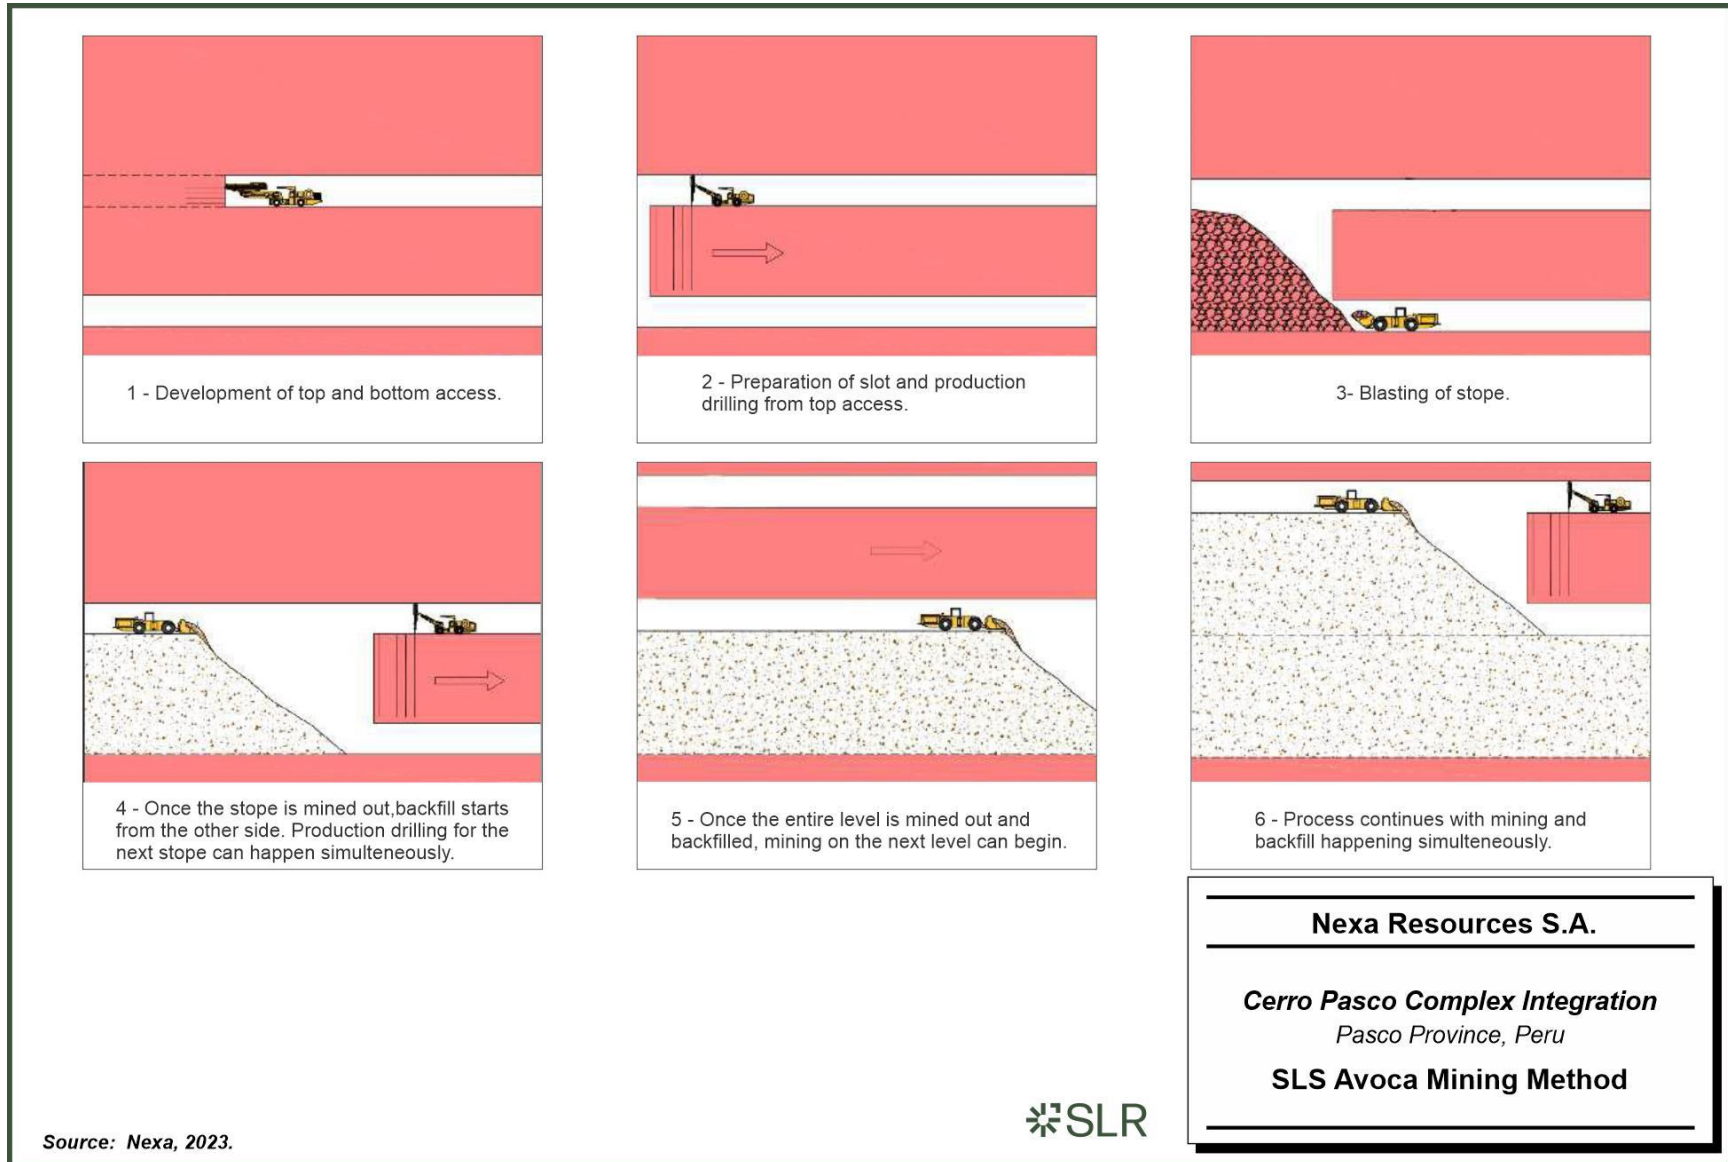 1 - Development of top and bottom access.
2 - Preparation of slot and production
drilling from top access.
3- Blasting of stope.
4 - Once the stope is mined out,backfill starts
from the other side. Production drilling for the
next stope can happen simulteneously.
5 - Once the entire level is mined out and
backfilled, mining on the next level can begin.
6 - Process continues with mining and
backfill happening simulteneously.
Nexa Resources S.A.
Cerro Pasco Complex Integration
Pasco Province, Peru
SLS Avoca Mining Method
SLR
Source: Nexa, 2023.